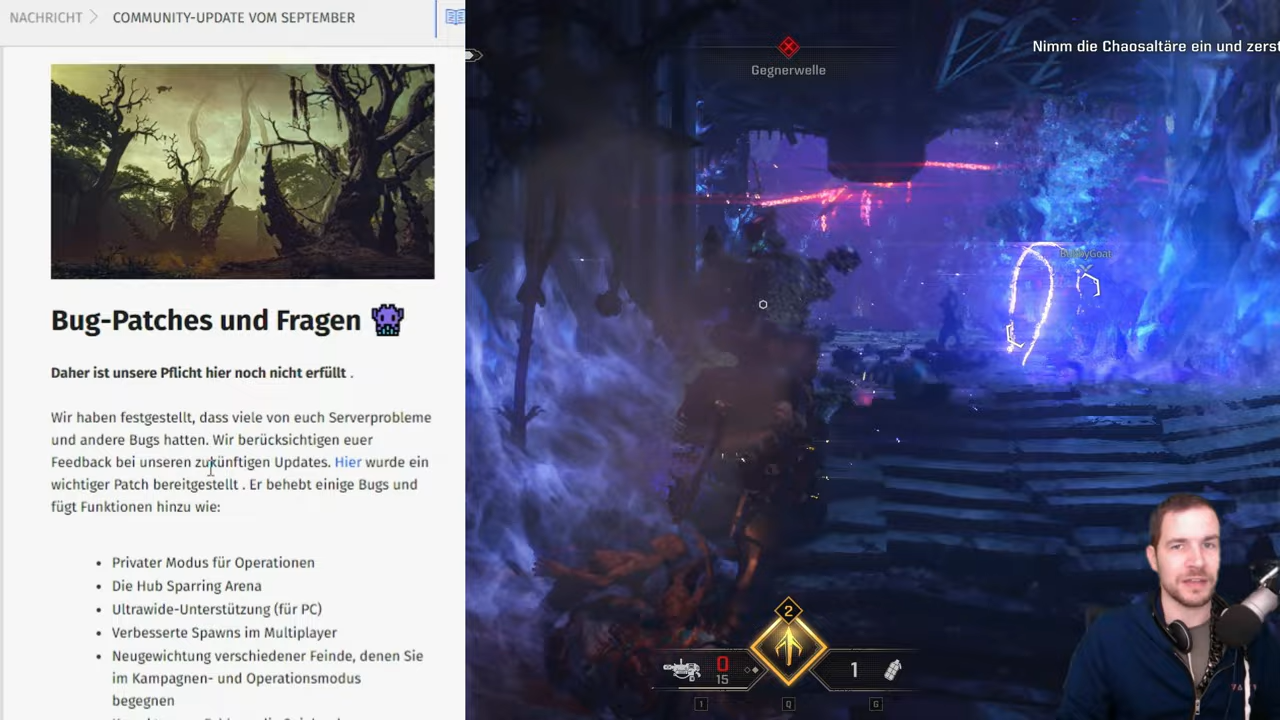 NACHRICHT > COMMUNITY-UPDATE VOM SEPTEMBER
Bug-Patches und Fragen
Daher ist unsere Pflicht hier noch nicht erfüllt .
Wir haben festgestellt, dass viele von euch Serverprobleme
und andere Bugs hatten. Wir berücksichtigen euer
Feedback bei unseren zukünftigen Updates. Hier wurde ein
wichtiger Patch bereitgestellt . Er behebt einige Bugs und
fügt Funktionen hinzu wie:
• Privater Modus für Operationen
• Die Hub Sparring Arena
• Ultrawide-Unterstützung (für PC)
• Verbesserte Spawns im Multiplayer
• Neugewichtung verschiedener Feinde, denen Sie
im Kampagnen- und Operationsmodus
begegnen
Gegnerwelle
Nimm die Chaosaltäre ein und zerst
2
0
15
1
1
Q
G